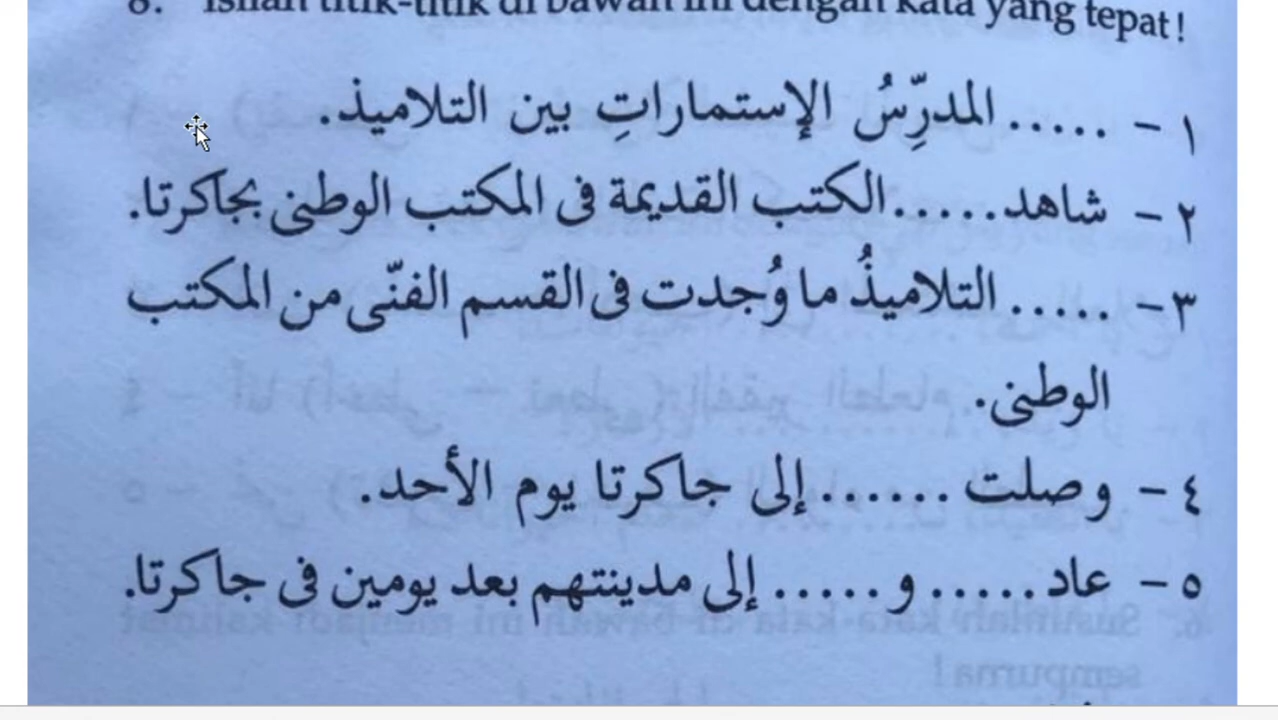 8. Isilah titik-titik di bawah ini dengan kata yang tepat!
١ - ..... المدرِّسُ الإستماراتِ بين التلاميذ.
٢ - شاهد.....الكتب القديمة فى المكتب الوطنى بجاكرتا.
٣ - ..... التلاميذُ ما وُجدت فى القسم الفنّى من المكتب
الوطنى.
٤ - وصلت ...... إلى جاكرتا يوم الأحد.
٥ - عاد..... و..... إلى مدينتهم بعد يومين فى جاكرتا.